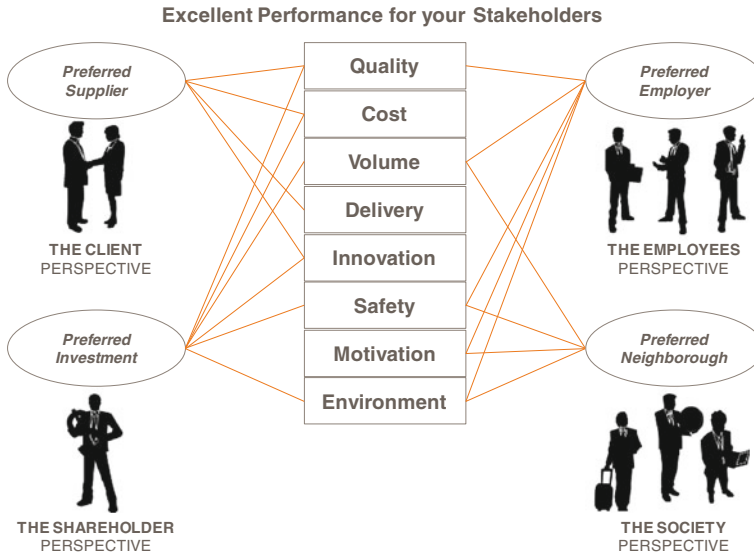 Excellent Performance for your Stakeholders
Preferred
Supplier
THE CLIENT
PERSPECTIVE
Preferred
Investment
THE SHAREHOLDER
PERSPECTIVE
Quality
Cost
Volume
Delivery
Innovation
Safety
Motivation
Environment
Preferred
Employer
THE EMPLOYEES
PERSPECTIVE
Preferred
Neighborough
THE SOCIETY
PERSPECTIVE